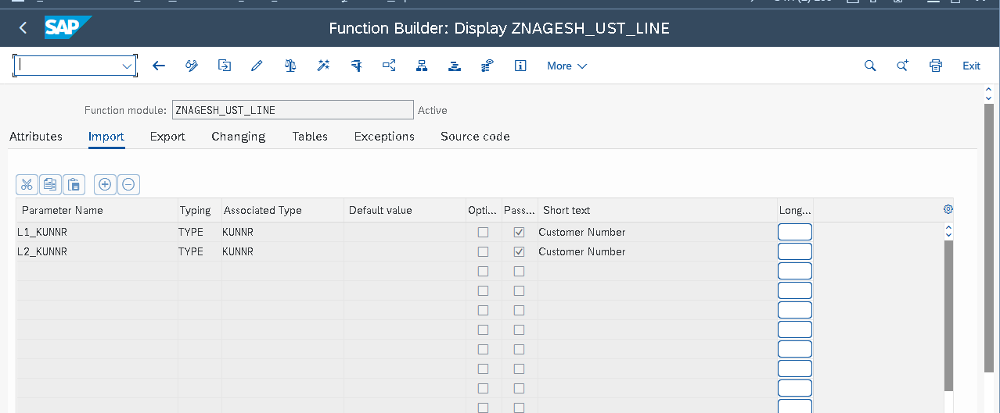 SAP
Function Builder: Display ZNAGESH_UST_LINE
More
Exit
Function module: ZNAGESH_UST_LINE Active
Attributes Import Export Changing Tables Exceptions Source code
Parameter Name Typing Associated Type Default value Opti... Pass... Short text Long...
L1_KUNNR TYPE KUNNR Customer Number
L2_KUNNR TYPE KUNNR Customer Number